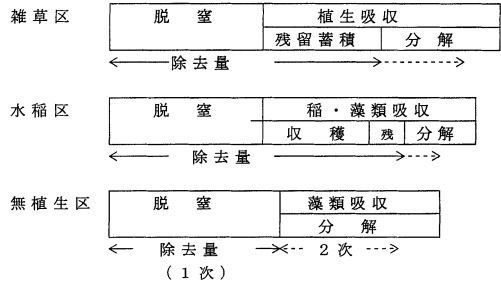 雑草区 脱窒 植生吸収
残留蓄積 分解
除去量
水稲区 脱窒 稲・藻類吸収
収穫 残 分解
除去量
無植生区 脱窒 藻類吸収
分解
除去量 2次
(1次)